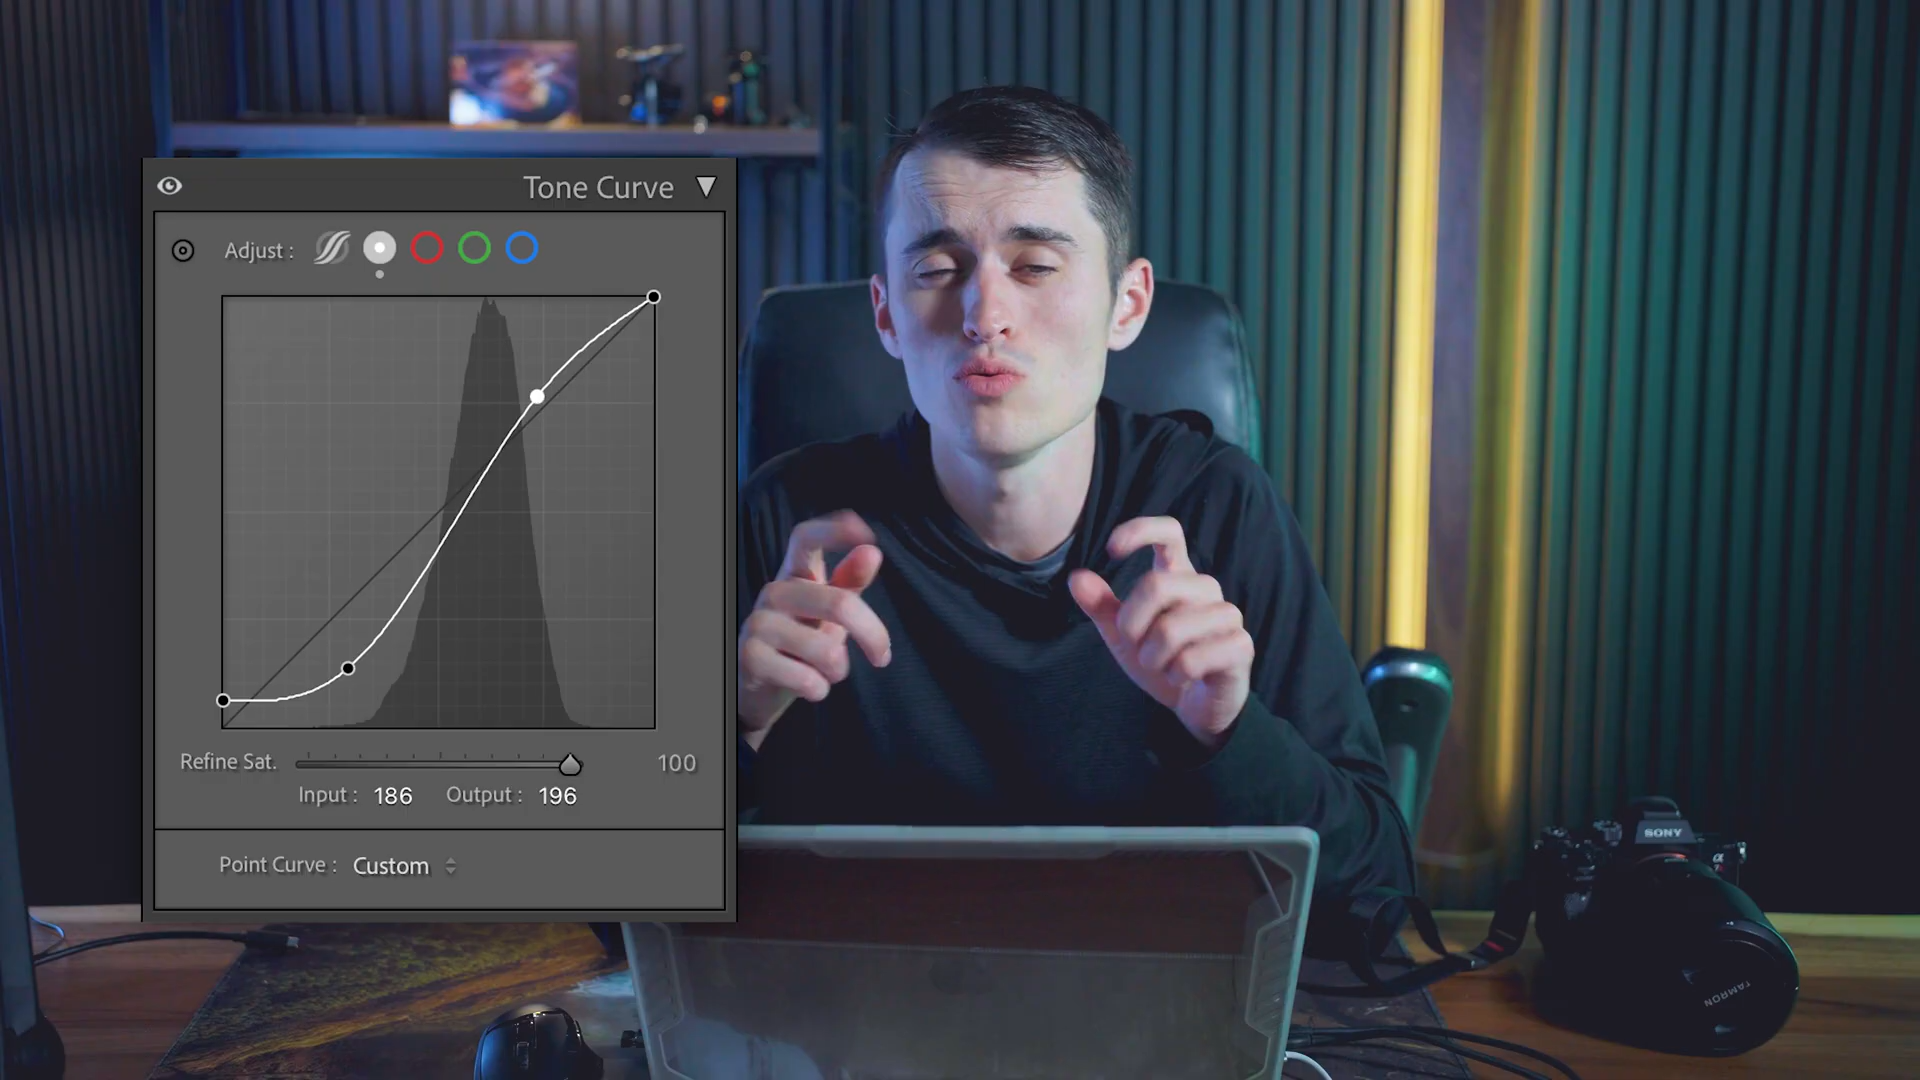 Tone Curve
Adjust :
Refine Sat. 100
Input : 186 Output : 196
Point Curve : Custom
SONY
α
TAMRON